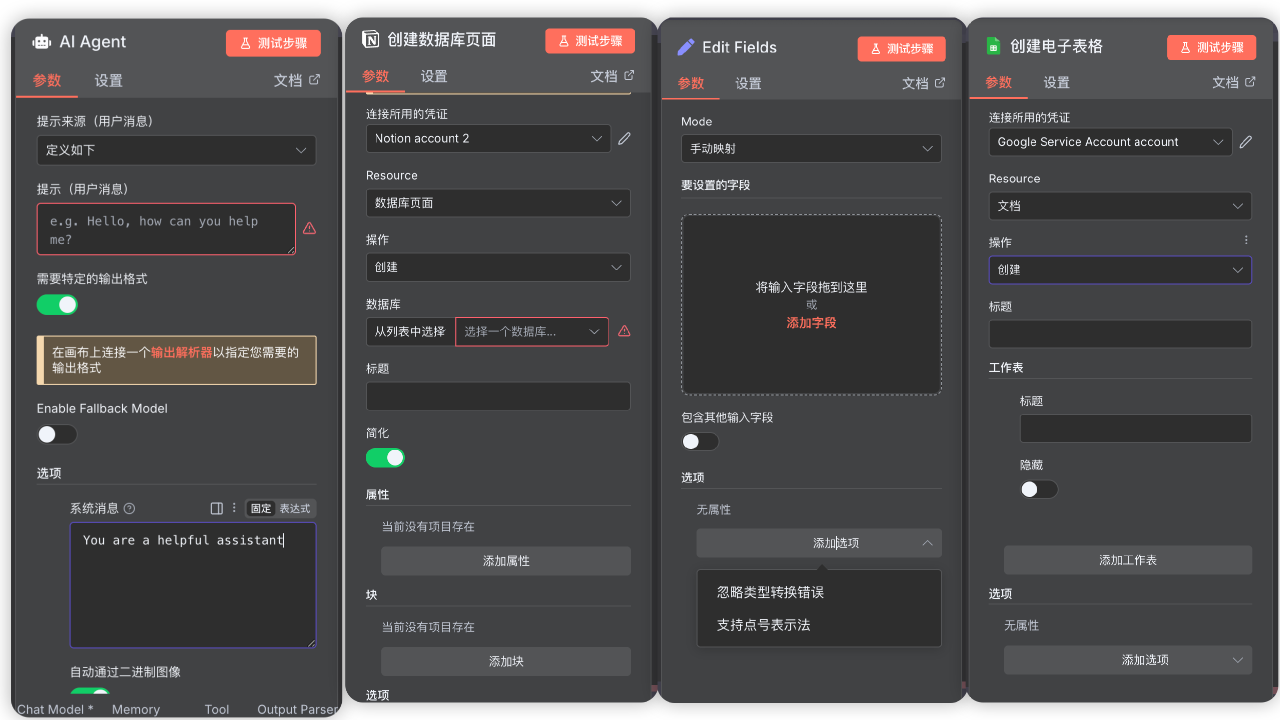 AI Agent
测试步骤
参数
设置
文档
提示来源（用户消息）
定义如下
提示（用户消息）
e.g. Hello, how can you help
me?
需要特定的输出格式
在画布上连接一个输出解析器以指定您需要的
输出格式
Enable Fallback Model
选项
系统消息
固定
表达式
You are a helpful assistant
自动通过二进制图像
Chat Model *
Memory
Tool
Output Parser
创建数据库页面
测试步骤
参数
设置
文档
连接所用的凭证
Notion account 2
Resource
数据库页面
操作
创建
数据库
从列表中选择
选择一个数据库...
标题
简化
属性
当前没有项目存在
添加属性
块
当前没有项目存在
添加块
选项
Edit Fields
测试步骤
参数
设置
文档
Mode
手动映射
要设置的字段
将输入字段拖到这里
或
添加字段
包含其他输入字段
选项
无属性
添加选项
忽略类型转换错误
支持点号表示法
创建电子表格
测试步骤
参数
设置
文档
连接所用的凭证
Google Service Account account
Resource
文档
操作
创建
标题
工作表
标题
隐藏
添加工作表
选项
无属性
添加选项